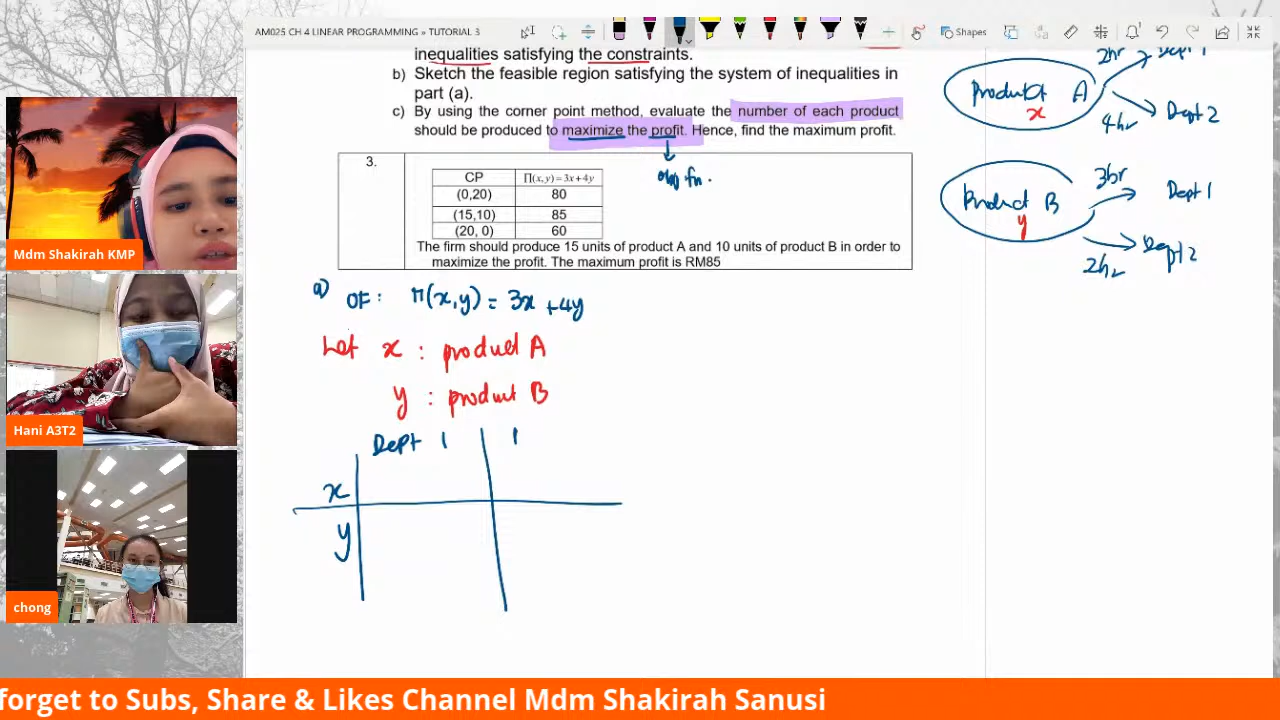 AM025 CH 4 LINEAR PROGRAMMING » TUTORIAL 3
Shapes
inequalities satisfying the constraints.
b) Sketch the feasible region satisfying the system of inequalities in
part (a).
c) By using the corner point method, evaluate the number of each product
should be produced to maximize the profit. Hence, find the maximum profit.
obj fn.
3.
CP Π(x, y) = 3x + 4y
(0,20) 80
(15,10) 85
(20, 0) 60
The firm should produce 15 units of product A and 10 units of product B in order to
maximize the profit. The maximum profit is RM85
a) OF: Π(x,y) = 3x + 4y
Let x : product A
y : product B
Dept 1
x
y
2hr Dept 1
Product A
x
4hr Dept 2
3hr Dept 1
Product B
y
2hr Dept 2
Mdm Shakirah KMP
Hani A3T2
chong
forget to Subs, Share & Likes Channel Mdm Shakirah Sanusi